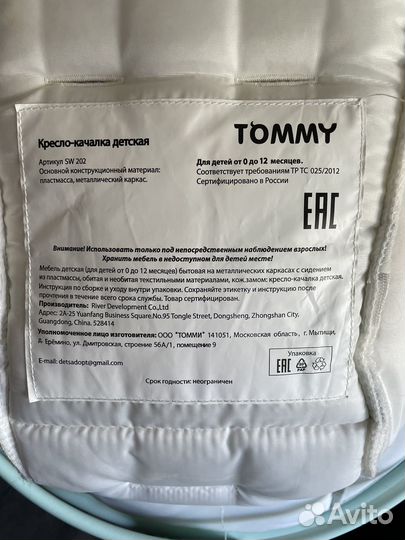 Кресло-качалка детская
TOMMY
Артикул SW 202
Основной конструкционный материал:
пластмасса, металлический каркас.
Для детей от 0 до 12 месяцев.
Соответствует требованиям ТР ТС 025/2012
Сертифицировано в России
EAC
Внимание! Использовать только под непосредственным наблюдением взрослых!
Хранить мебель в недоступном для детей месте!
Мебель детская (для детей от 0 до 12 месяцев) бытовая на металлических каркасах с сидением
из пластмассы, обитая и необитая текстильными материалами, кож.замом: кресло-качалка детская.
Инструкция по сборке и уходу внутри упаковки. Сохраняйте этикетку и инструкцию после
прочтения в течение всего срока службы. Товар сертифицирован.
Производитель: River Development Co;Ltd
Адрес: 2A-25 Yuanfang Business Square,No.95 Tongle Street, Dongsheng, Zhongshan City,
Guangdong, China, 528414
Уполномоченное лицо изготовителя: ООО "ТОММИ" 141051, Московская область, г. Мытищи,
д. Ерёмино, ул. Дмитровская, строение 56А/1, помещение 9
E-mail: detsadopt@gmail.com
Упаковка
EAC
PAP
Срок годности: неограничен
Avito